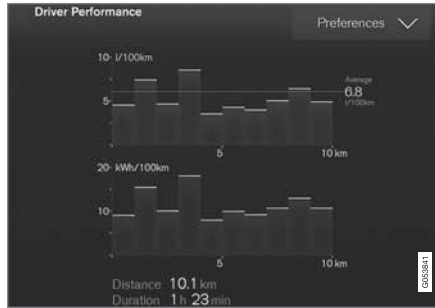 Driver Performance
Preferences
10 l/100km
Average
6.8
l/100km
5
5
10 km
20 kWh/100km
10
5
10 km
Distance 10.1 km
Duration 1 h 23 min
G053841